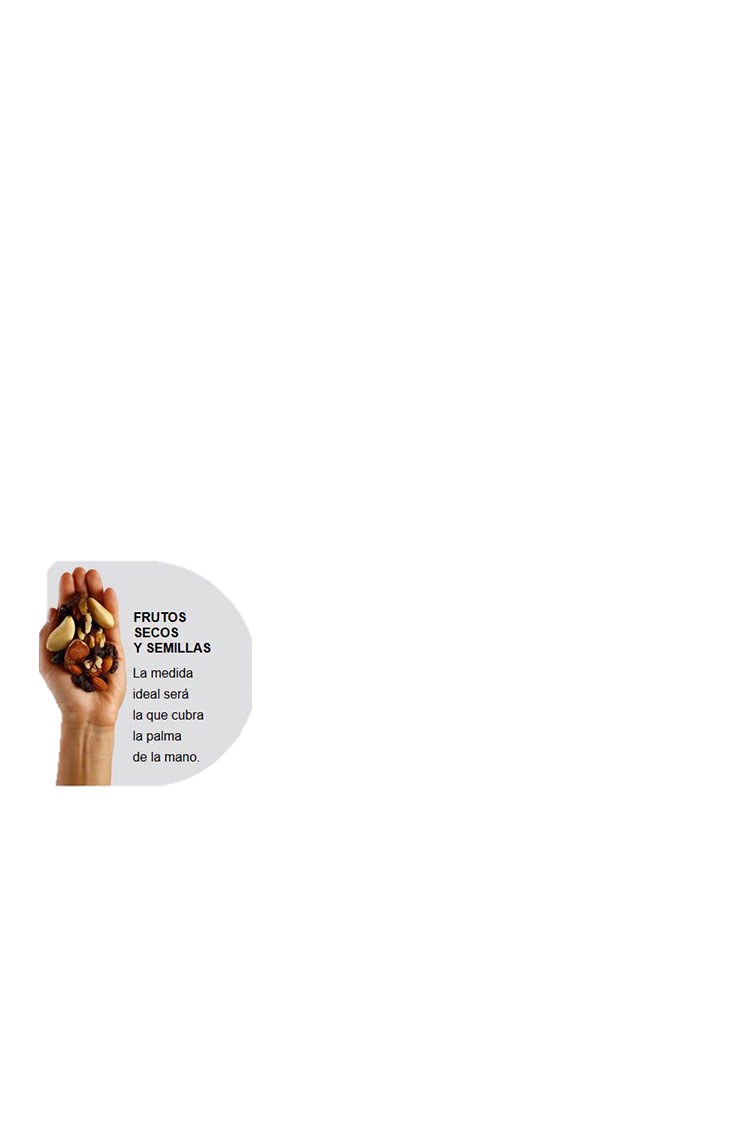 FRUTOS
SECOS
Y SEMILLAS
La medida
ideal será
la que cubra
la palma
de la mano.